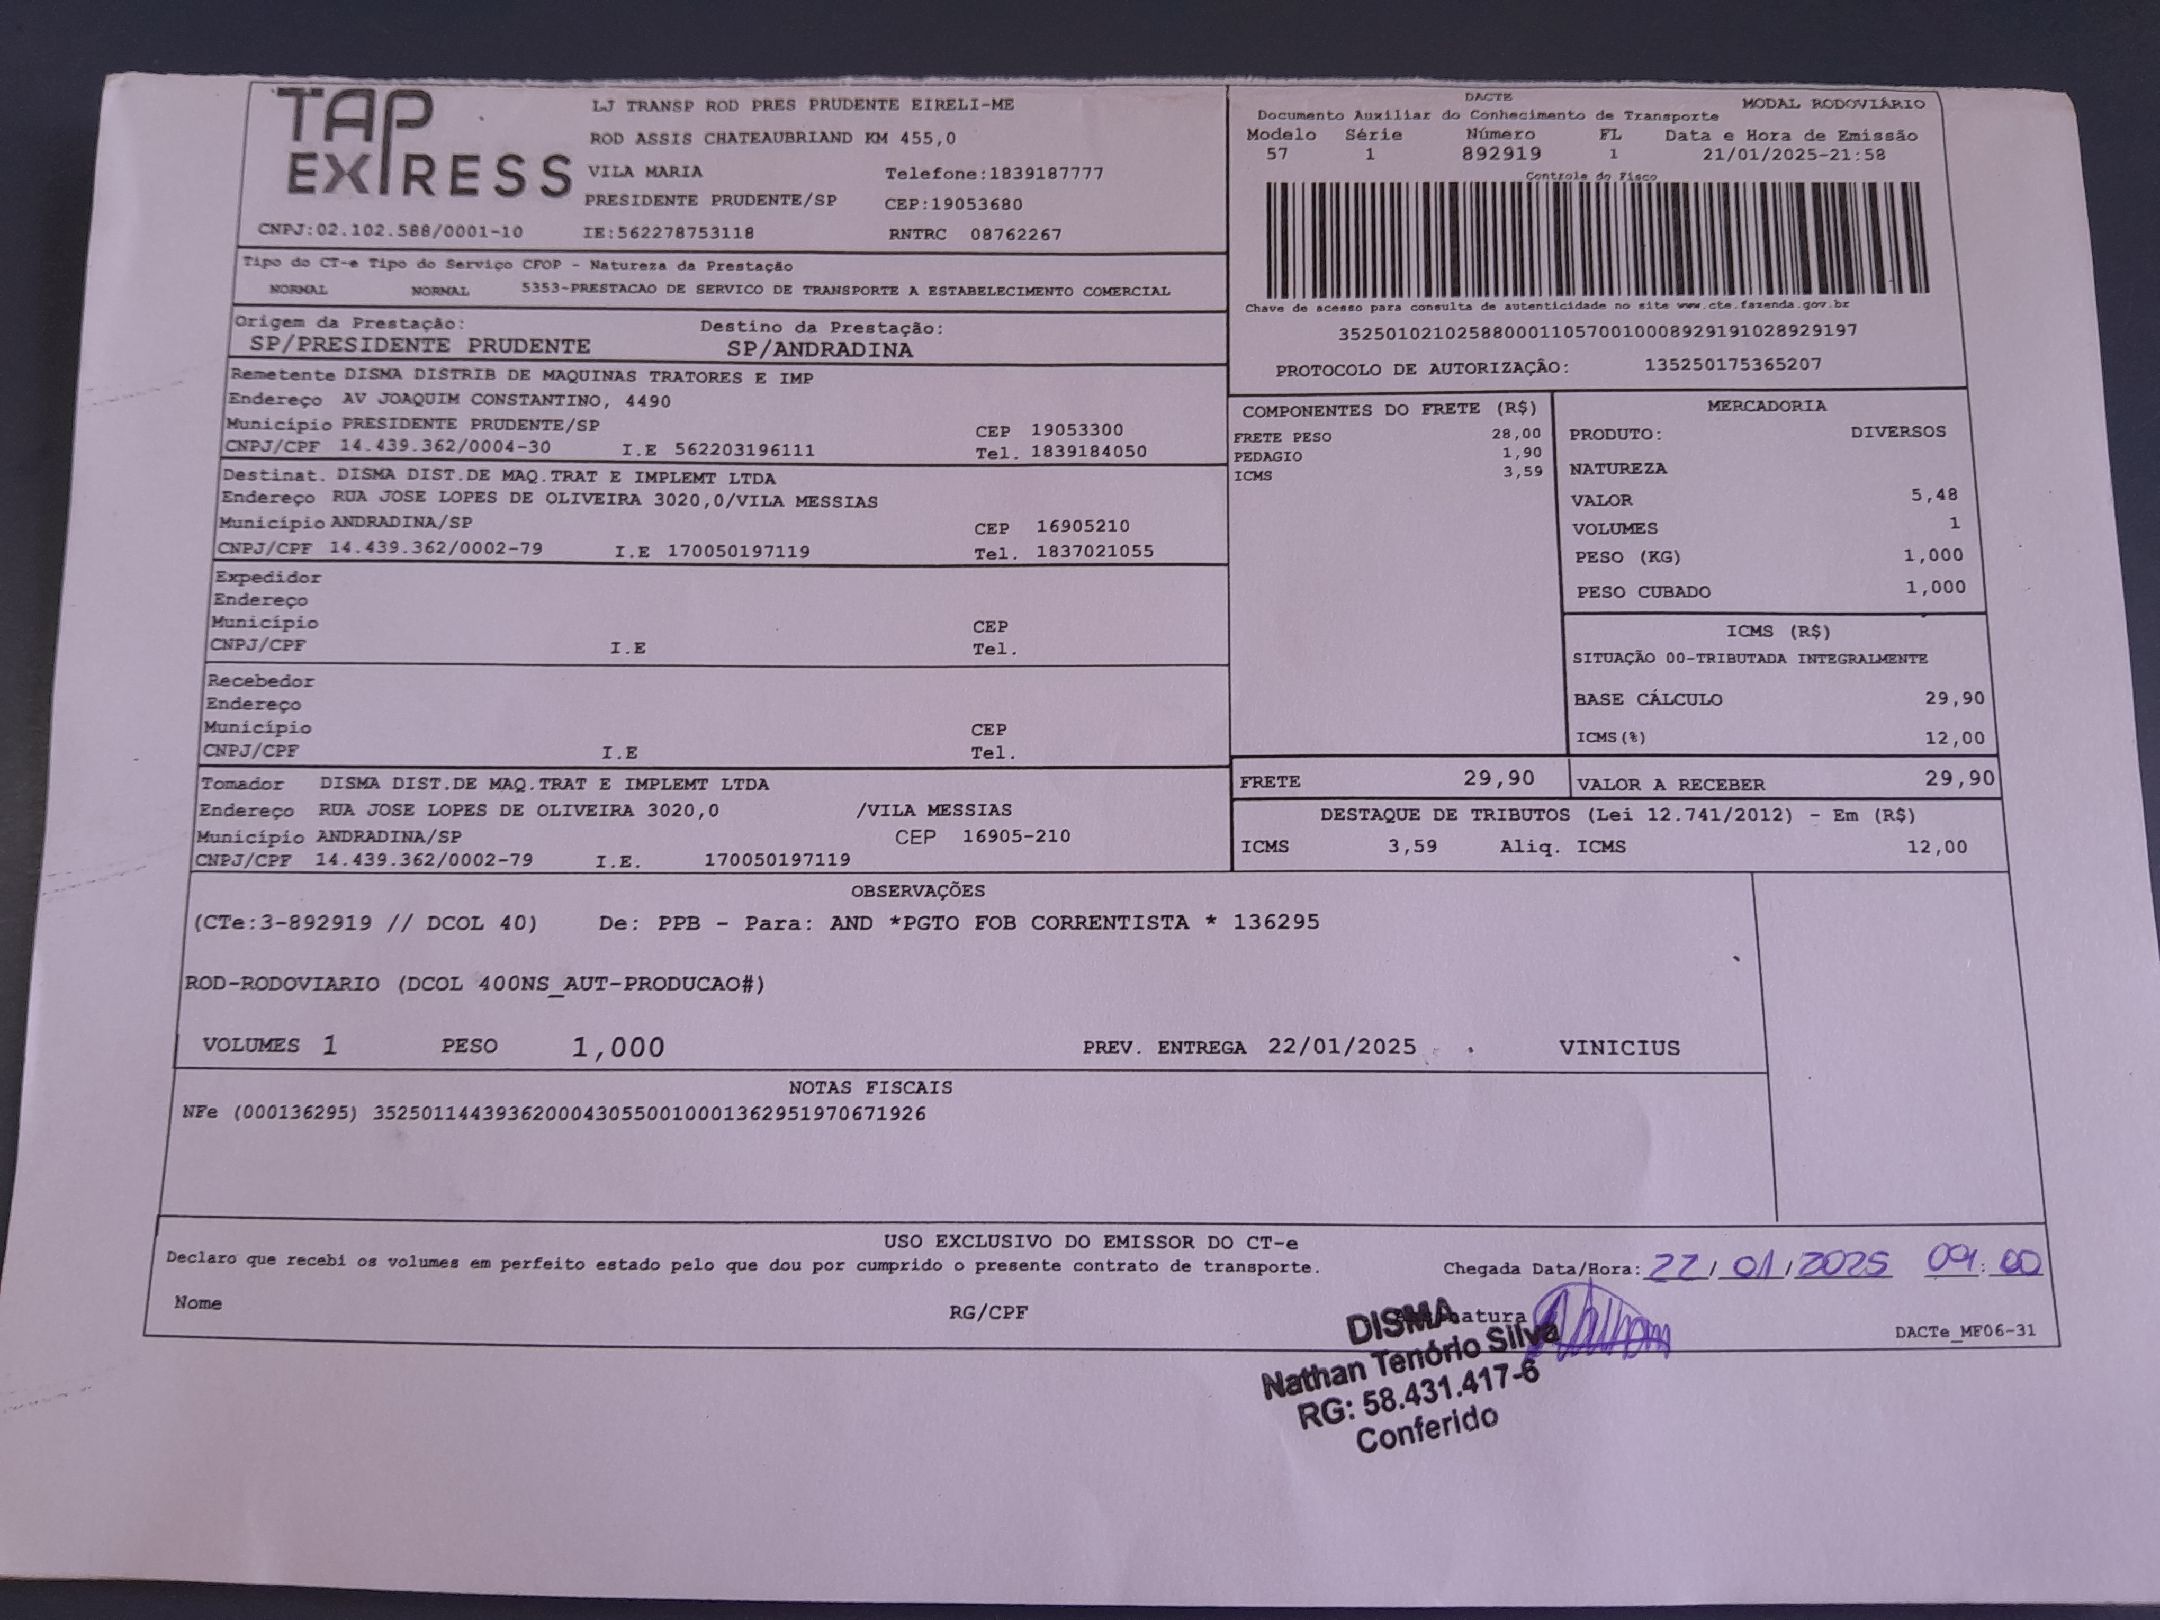 TAP EXPRESS
LJ TRANSP ROD PRES PRUDENTE EIRELI-ME
ROD ASSIS CHATEAUBRIAND KM 455,0
VILA MARIA Telefone:1839187777
PRESIDENTE PRUDENTE/SP CEP:19053680
CNPJ:02.102.588/0001-10 IE:562278753118 RNTRC 08762267
DACTE MODAL RODOVIÁRIO
Documento Auxiliar do Conhecimento de Transporte
Modelo Série Número FL Data e Hora de Emissão
57 1 892919 1 21/01/2025-21:58
Controle do Fisco
Chave de acesso para consulta de autenticidade no site www.cte.fazenda.gov.br
35250102102588000110570010008929191028929197
PROTOCOLO DE AUTORIZAÇÃO: 135250175365207
Tipo do CT-e Tipo do Serviço CFOP - Natureza da Prestação
NORMAL NORMAL 5353-PRESTACAO DE SERVICO DE TRANSPORTE A ESTABELECIMENTO COMERCIAL
Origem da Prestação: Destino da Prestação:
SP/PRESIDENTE PRUDENTE SP/ANDRADINA
Remetente DISMA DISTRIB DE MAQUINAS TRATORES E IMP
Endereço AV JOAQUIM CONSTANTINO, 4490
Município PRESIDENTE PRUDENTE/SP CEP 19053300
CNPJ/CPF 14.439.362/0004-30 I.E 562203196111 Tel. 1839184050
Destinat. DISMA DIST.DE MAQ.TRAT E IMPLEMT LTDA
Endereço RUA JOSE LOPES DE OLIVEIRA 3020,0/VILA MESSIAS
Município ANDRADINA/SP CEP 16905210
CNPJ/CPF 14.439.362/0002-79 I.E 170050197119 Tel. 1837021055
Expedidor
Endereço
Município CEP
CNPJ/CPF I.E Tel.
Recebedor
Endereço
Município CEP
CNPJ/CPF I.E Tel.
Tomador DISMA DIST.DE MAQ.TRAT E IMPLEMT LTDA
Endereço RUA JOSE LOPES DE OLIVEIRA 3020,0 /VILA MESSIAS
Município ANDRADINA/SP CEP 16905-210
CNPJ/CPF 14.439.362/0002-79 I.E. 170050197119
COMPONENTES DO FRETE (R$)
FRETE PESO 28,00
PEDAGIO 1,90
ICMS 3,59
MERCADORIA
PRODUTO: DIVERSOS
NATUREZA
VALOR 5,48
VOLUMES 1
PESO (KG) 1,000
PESO CUBADO 1,000
ICMS (R$)
SITUAÇÃO 00-TRIBUTADA INTEGRALMENTE
BASE CÁLCULO 29,90
ICMS(%) 12,00
FRETE 29,90 VALOR A RECEBER 29,90
DESTAQUE DE TRIBUTOS (Lei 12.741/2012) - Em (R$)
ICMS 3,59 Aliq. ICMS 12,00
OBSERVAÇÕES
(CTe:3-892919 // DCOL 40) De: PPB - Para: AND *PGTO FOB CORRENTISTA * 136295
ROD-RODOVIARIO (DCOL 400NS_AUT-PRODUCAO#)
VOLUMES 1 PESO 1,000 PREV. ENTREGA 22/01/2025 VINICIUS
NOTAS FISCAIS
NFe (000136295) 35250114439362000430550010001362951970671926
USO EXCLUSIVO DO EMISSOR DO CT-e
Declaro que recebi os volumes em perfeito estado pelo que dou por cumprido o presente contrato de transporte. Chegada Data/Hora: 22/01/2025 09:00
Nome RG/CPF
DACTe_MF06-31
DISMA
Nathan Tenório Silva
RG: 58.431.417-6
Conferido